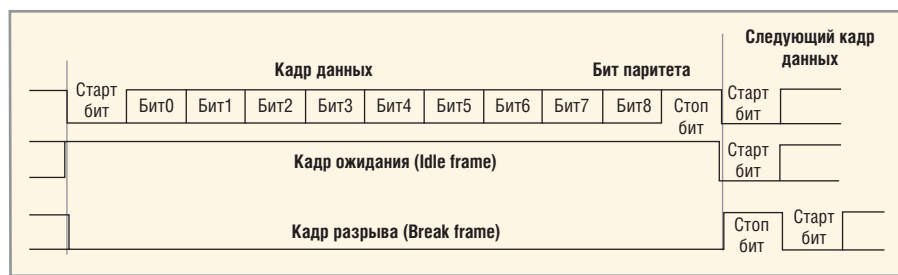 Следующий кадр
данных
Кадр данных
Бит паритета
Старт
бит
Бит0
Бит1
Бит2
Бит3
Бит4
Бит5
Бит6
Бит7
Бит8
Стоп
бит
Старт
бит
Кадр ожидания (Idle frame)
Старт
бит
Кадр разрыва (Break frame)
Стоп
бит
Старт
бит